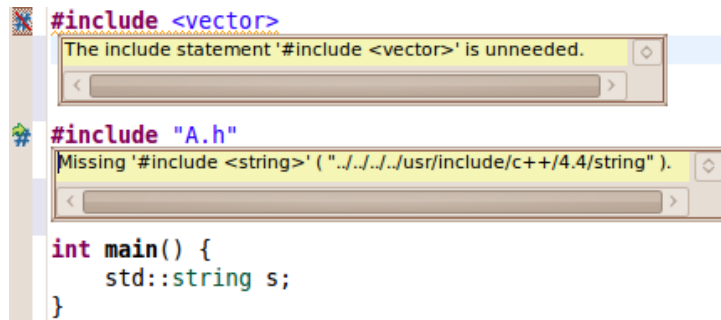 #include <vector>
The include statement '#include <vector>' is unneeded.
#include "A.h"
Missing '#include <string>' ( "../../../../usr/include/c++/4.4/string" ).
int main() {
    std::string s;
}